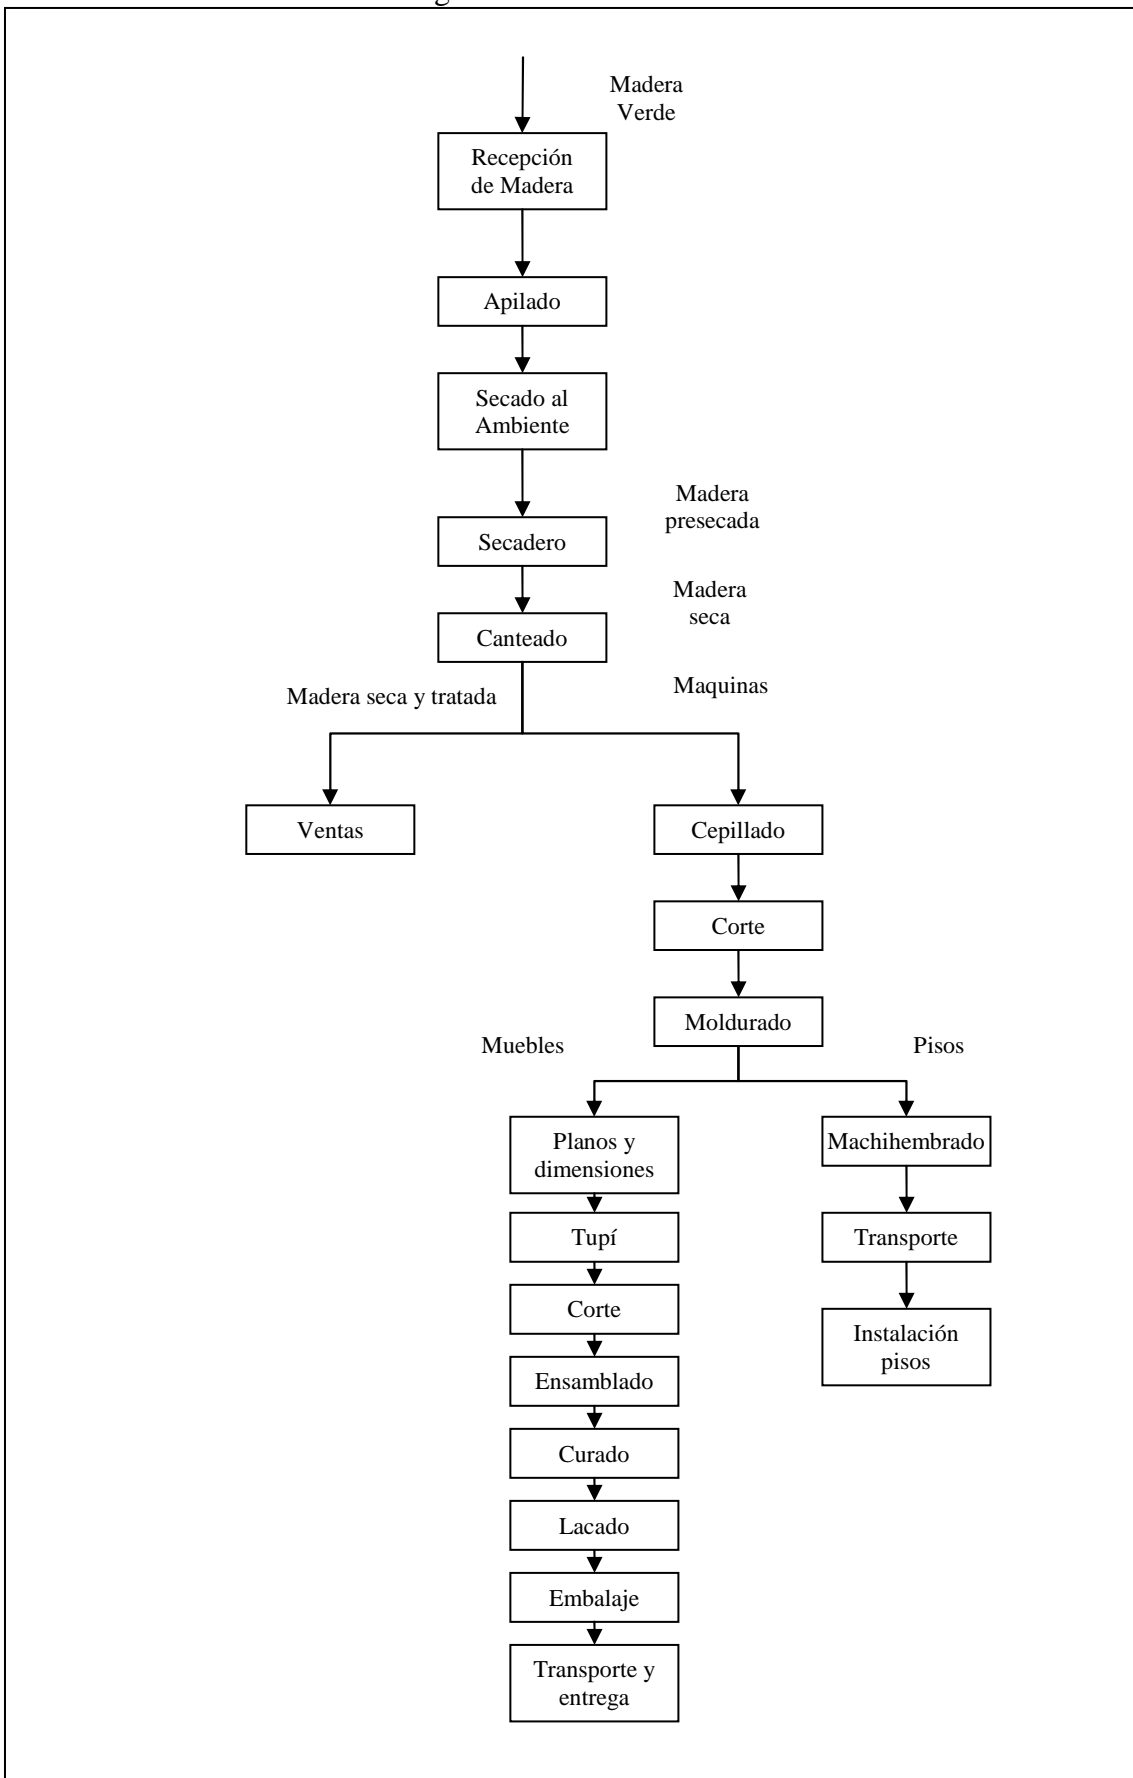 Madera
Verde
Recepción
de Madera
Apilado
Secado al
Ambiente
Madera
presecada
Secadero
Madera
seca
Canteado
Madera seca y tratada
Maquinas
Ventas
Cepillado
Corte
Moldurado
Muebles
Pisos
Planos y
dimensiones
Machihembrado
Tupí
Transporte
Corte
Instalación
pisos
Ensamblado
Curado
Lacado
Embalaje
Transporte y
entrega